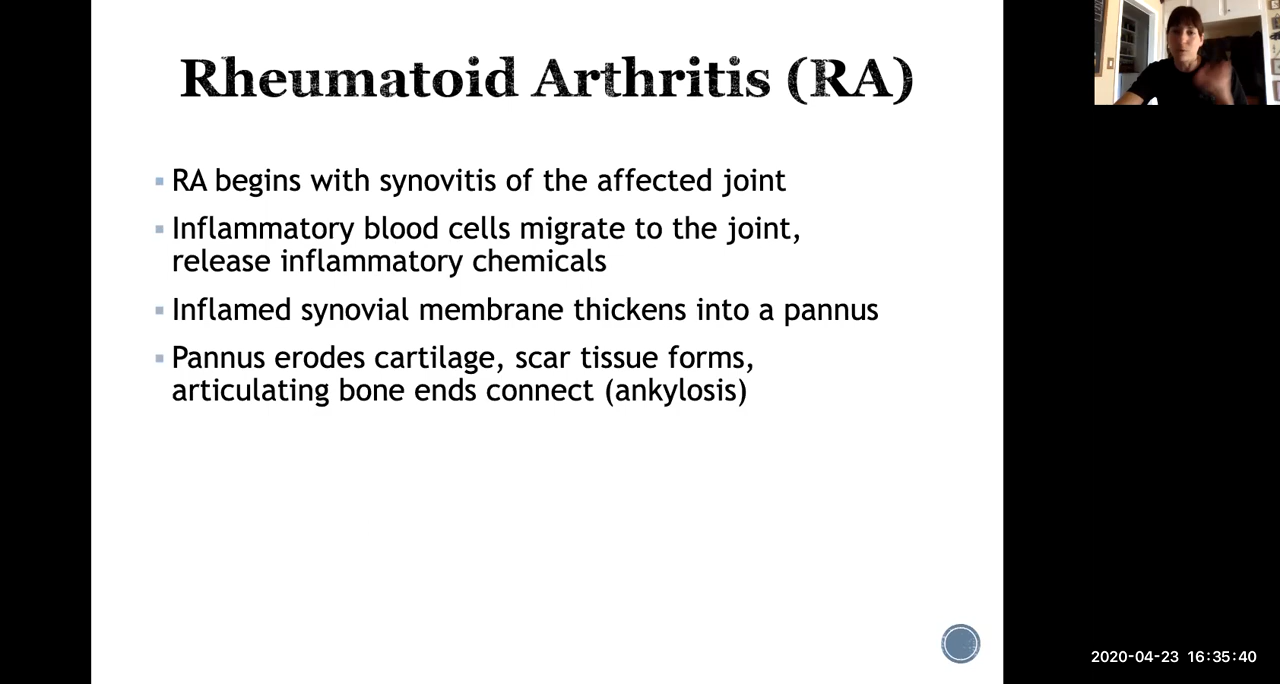 Rheumatoid Arthritis (RA)
▪ RA begins with synovitis of the affected joint
▪ Inflammatory blood cells migrate to the joint,
release inflammatory chemicals
▪ Inflamed synovial membrane thickens into a pannus
▪ Pannus erodes cartilage, scar tissue forms,
articulating bone ends connect (ankylosis)
2020-04-23 16:35:40